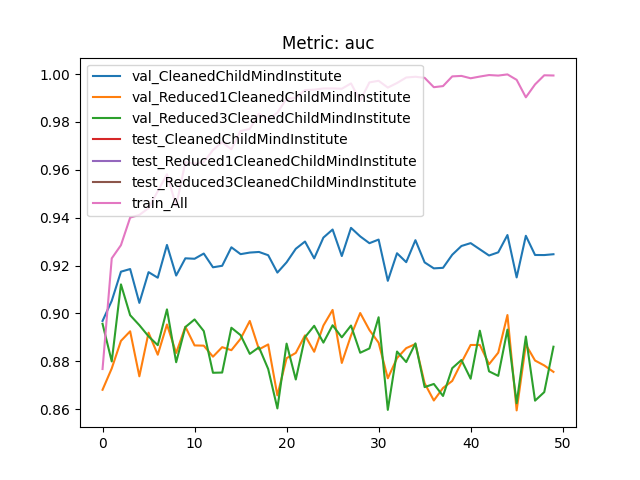 Metric: auc
1.00
0.98
0.96
0.94
0.92
0.90
0.88
0.86
val_CleanedChildMindInstitute
val_Reduced1CleanedChildMindInstitute
val_Reduced3CleanedChildMindInstitute
test_CleanedChildMindInstitute
test_Reduced1CleanedChildMindInstitute
test_Reduced3CleanedChildMindInstitute
train_All
0 10 20 30 40 50